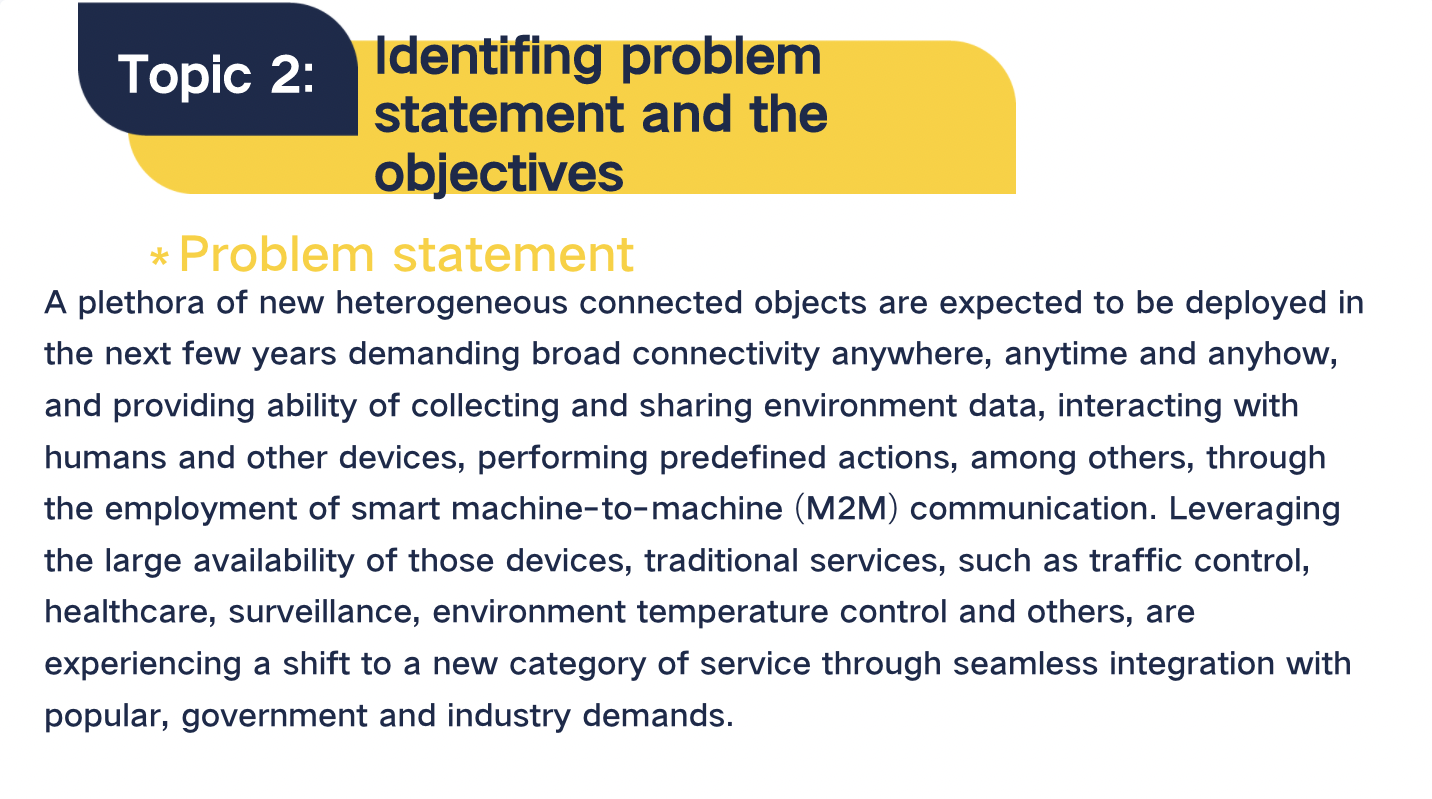 Topic 2:
Identifing problem
statement and the
objectives
* Problem statement
A plethora of new heterogeneous connected objects are expected to be deployed in
the next few years demanding broad connectivity anywhere, anytime and anyhow,
and providing ability of collecting and sharing environment data, interacting with
humans and other devices, performing predefined actions, among others, through
the employment of smart machine-to-machine (M2M) communication. Leveraging
the large availability of those devices, traditional services, such as traffic control,
healthcare, surveillance, environment temperature control and others, are
experiencing a shift to a new category of service through seamless integration with
popular, government and industry demands.